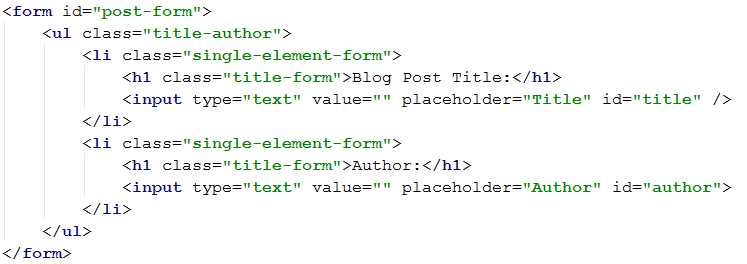 <form id="post-form">
    <ul class="title-author">
        <li class="single-element-form">
            <h1 class="title-form">Blog Post Title:</h1>
            <input type="text" value="" placeholder="Title" id="title" />
        </li>
        <li class="single-element-form">
            <h1 class="title-form">Author:</h1>
            <input type="text" value="" placeholder="Author" id="author">
        </li>
    </ul>
</form>